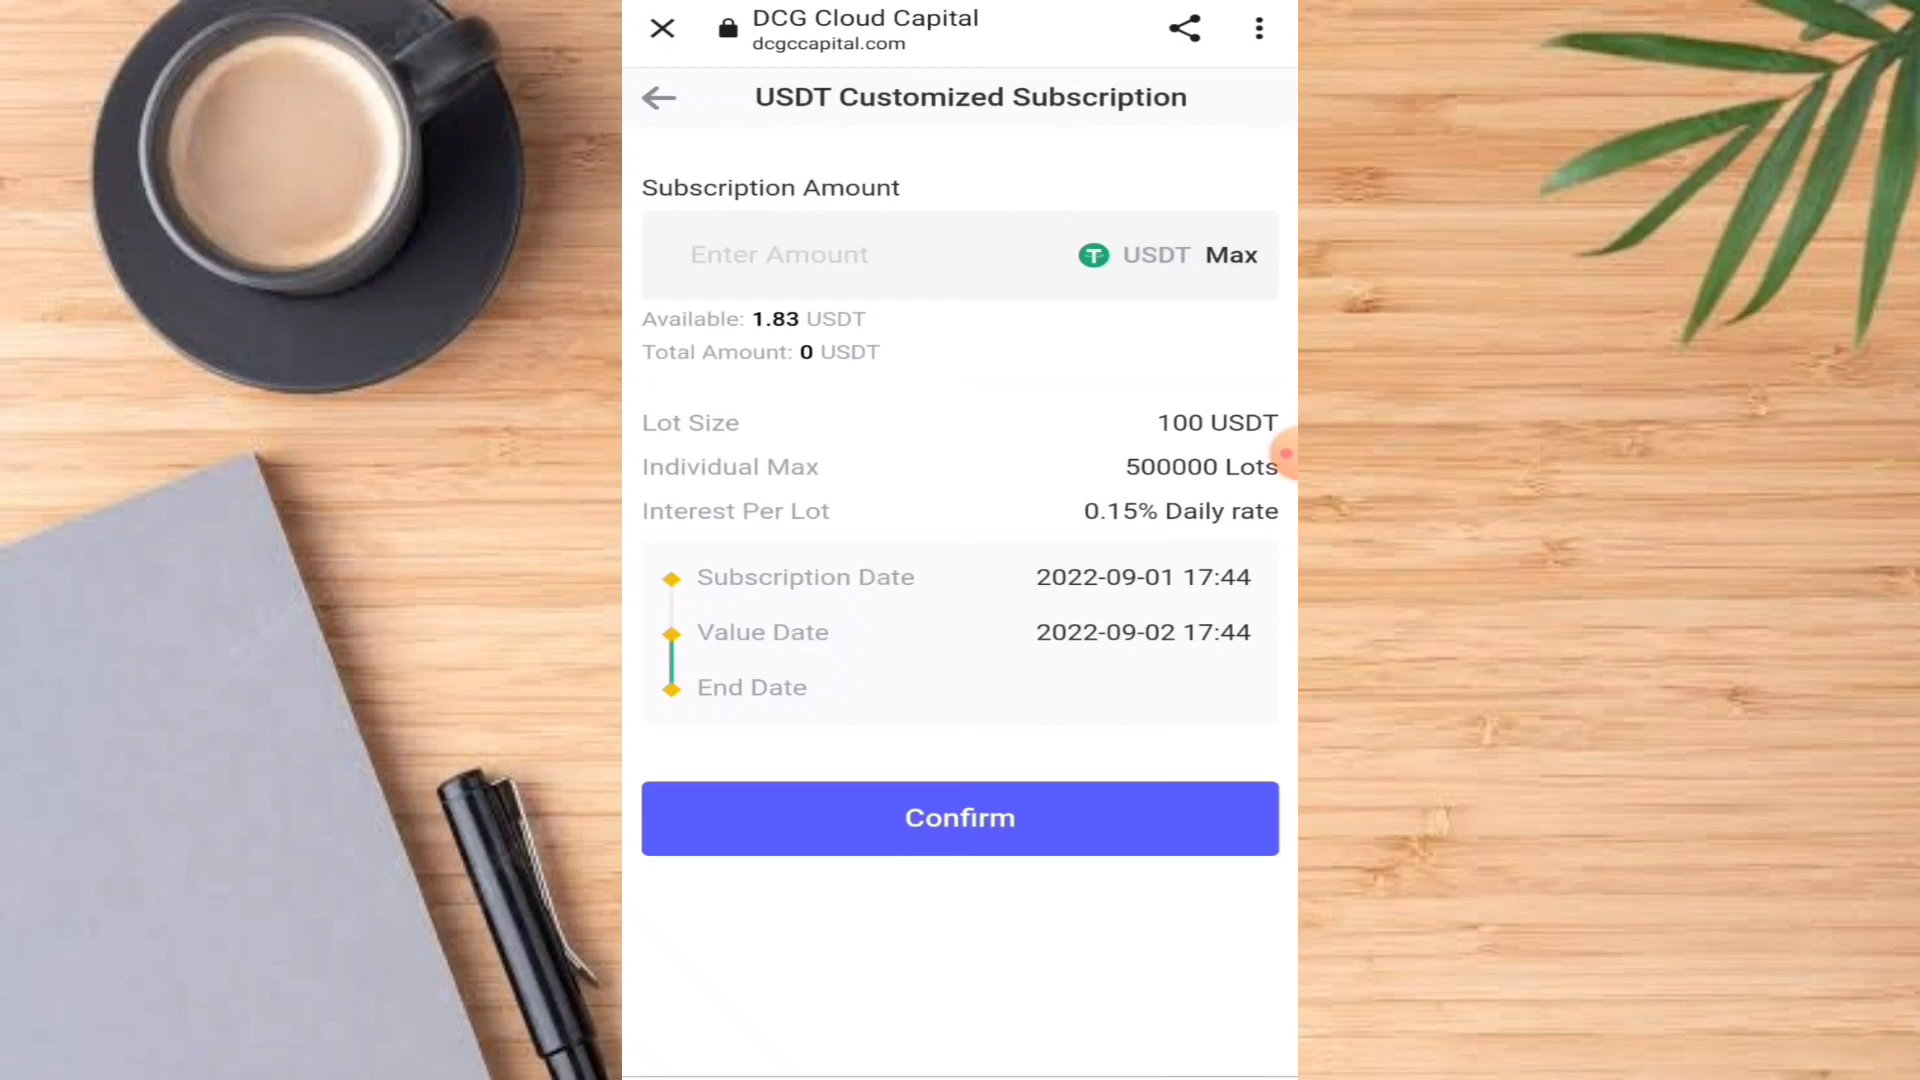 DCG Cloud Capital
dcgccapital.com
USDT Customized Subscription
Subscription Amount
Enter Amount USDT Max
Available: 1.83 USDT
Total Amount: 0 USDT
Lot Size 100 USDT
Individual Max 500000 Lots
Interest Per Lot 0.15% Daily rate
Subscription Date 2022-09-01 17:44
Value Date 2022-09-02 17:44
End Date
Confirm